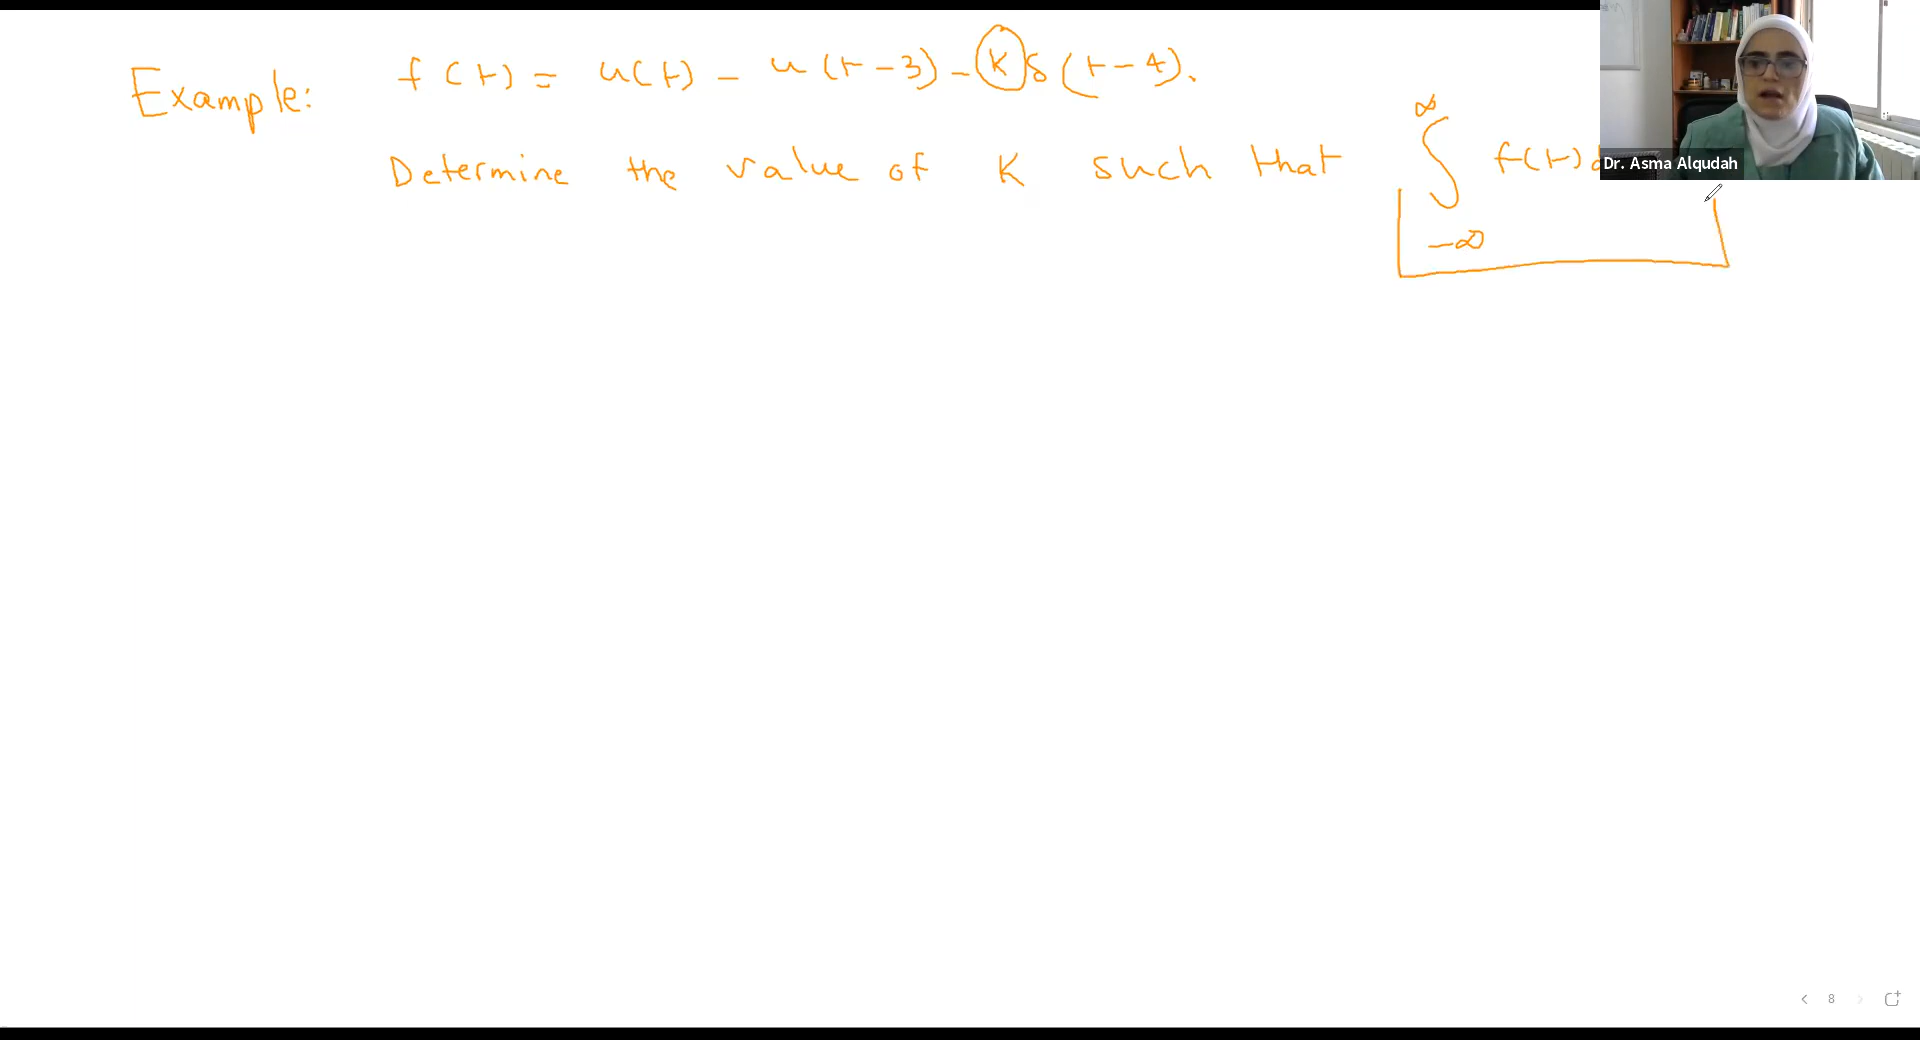 Example: f(t) = u(t) - u(t-3) - K δ(t-4).
Determine the value of K such that ∫ f(t)
∞
-∞
Dr. Asma Alqudah
8